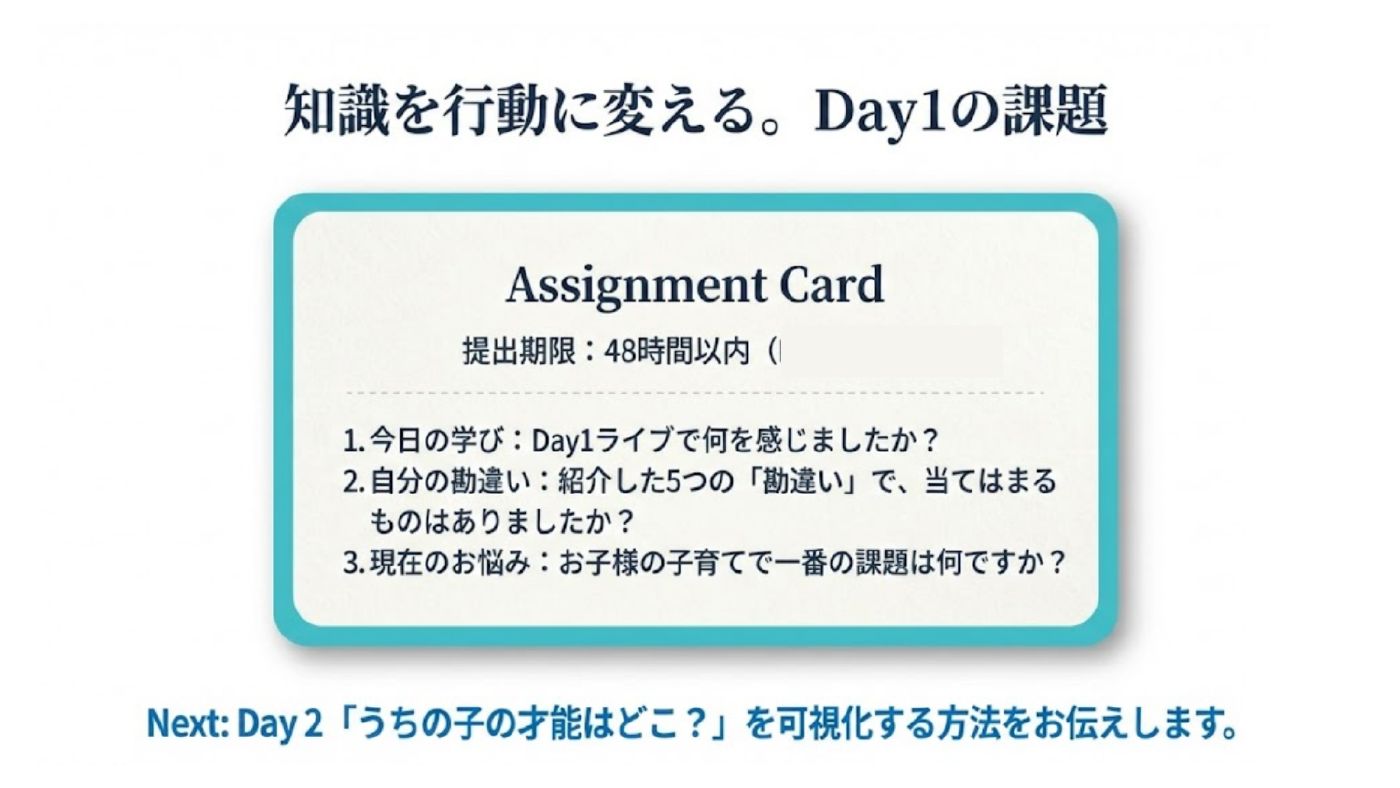 知識を行動に変える。Day1の課題
Assignment Card
提出期限：48時間以内（
1. 今日の学び：Day1ライブで何を感じましたか？
2. 自分の勘違い：紹介した5つの「勘違い」で、当てはまる
ものはありましたか？
3. 現在のお悩み：お子様の子育てで一番の課題は何ですか？
Next: Day 2「うちの子の才能はどこ？」を可視化する方法をお伝えします。